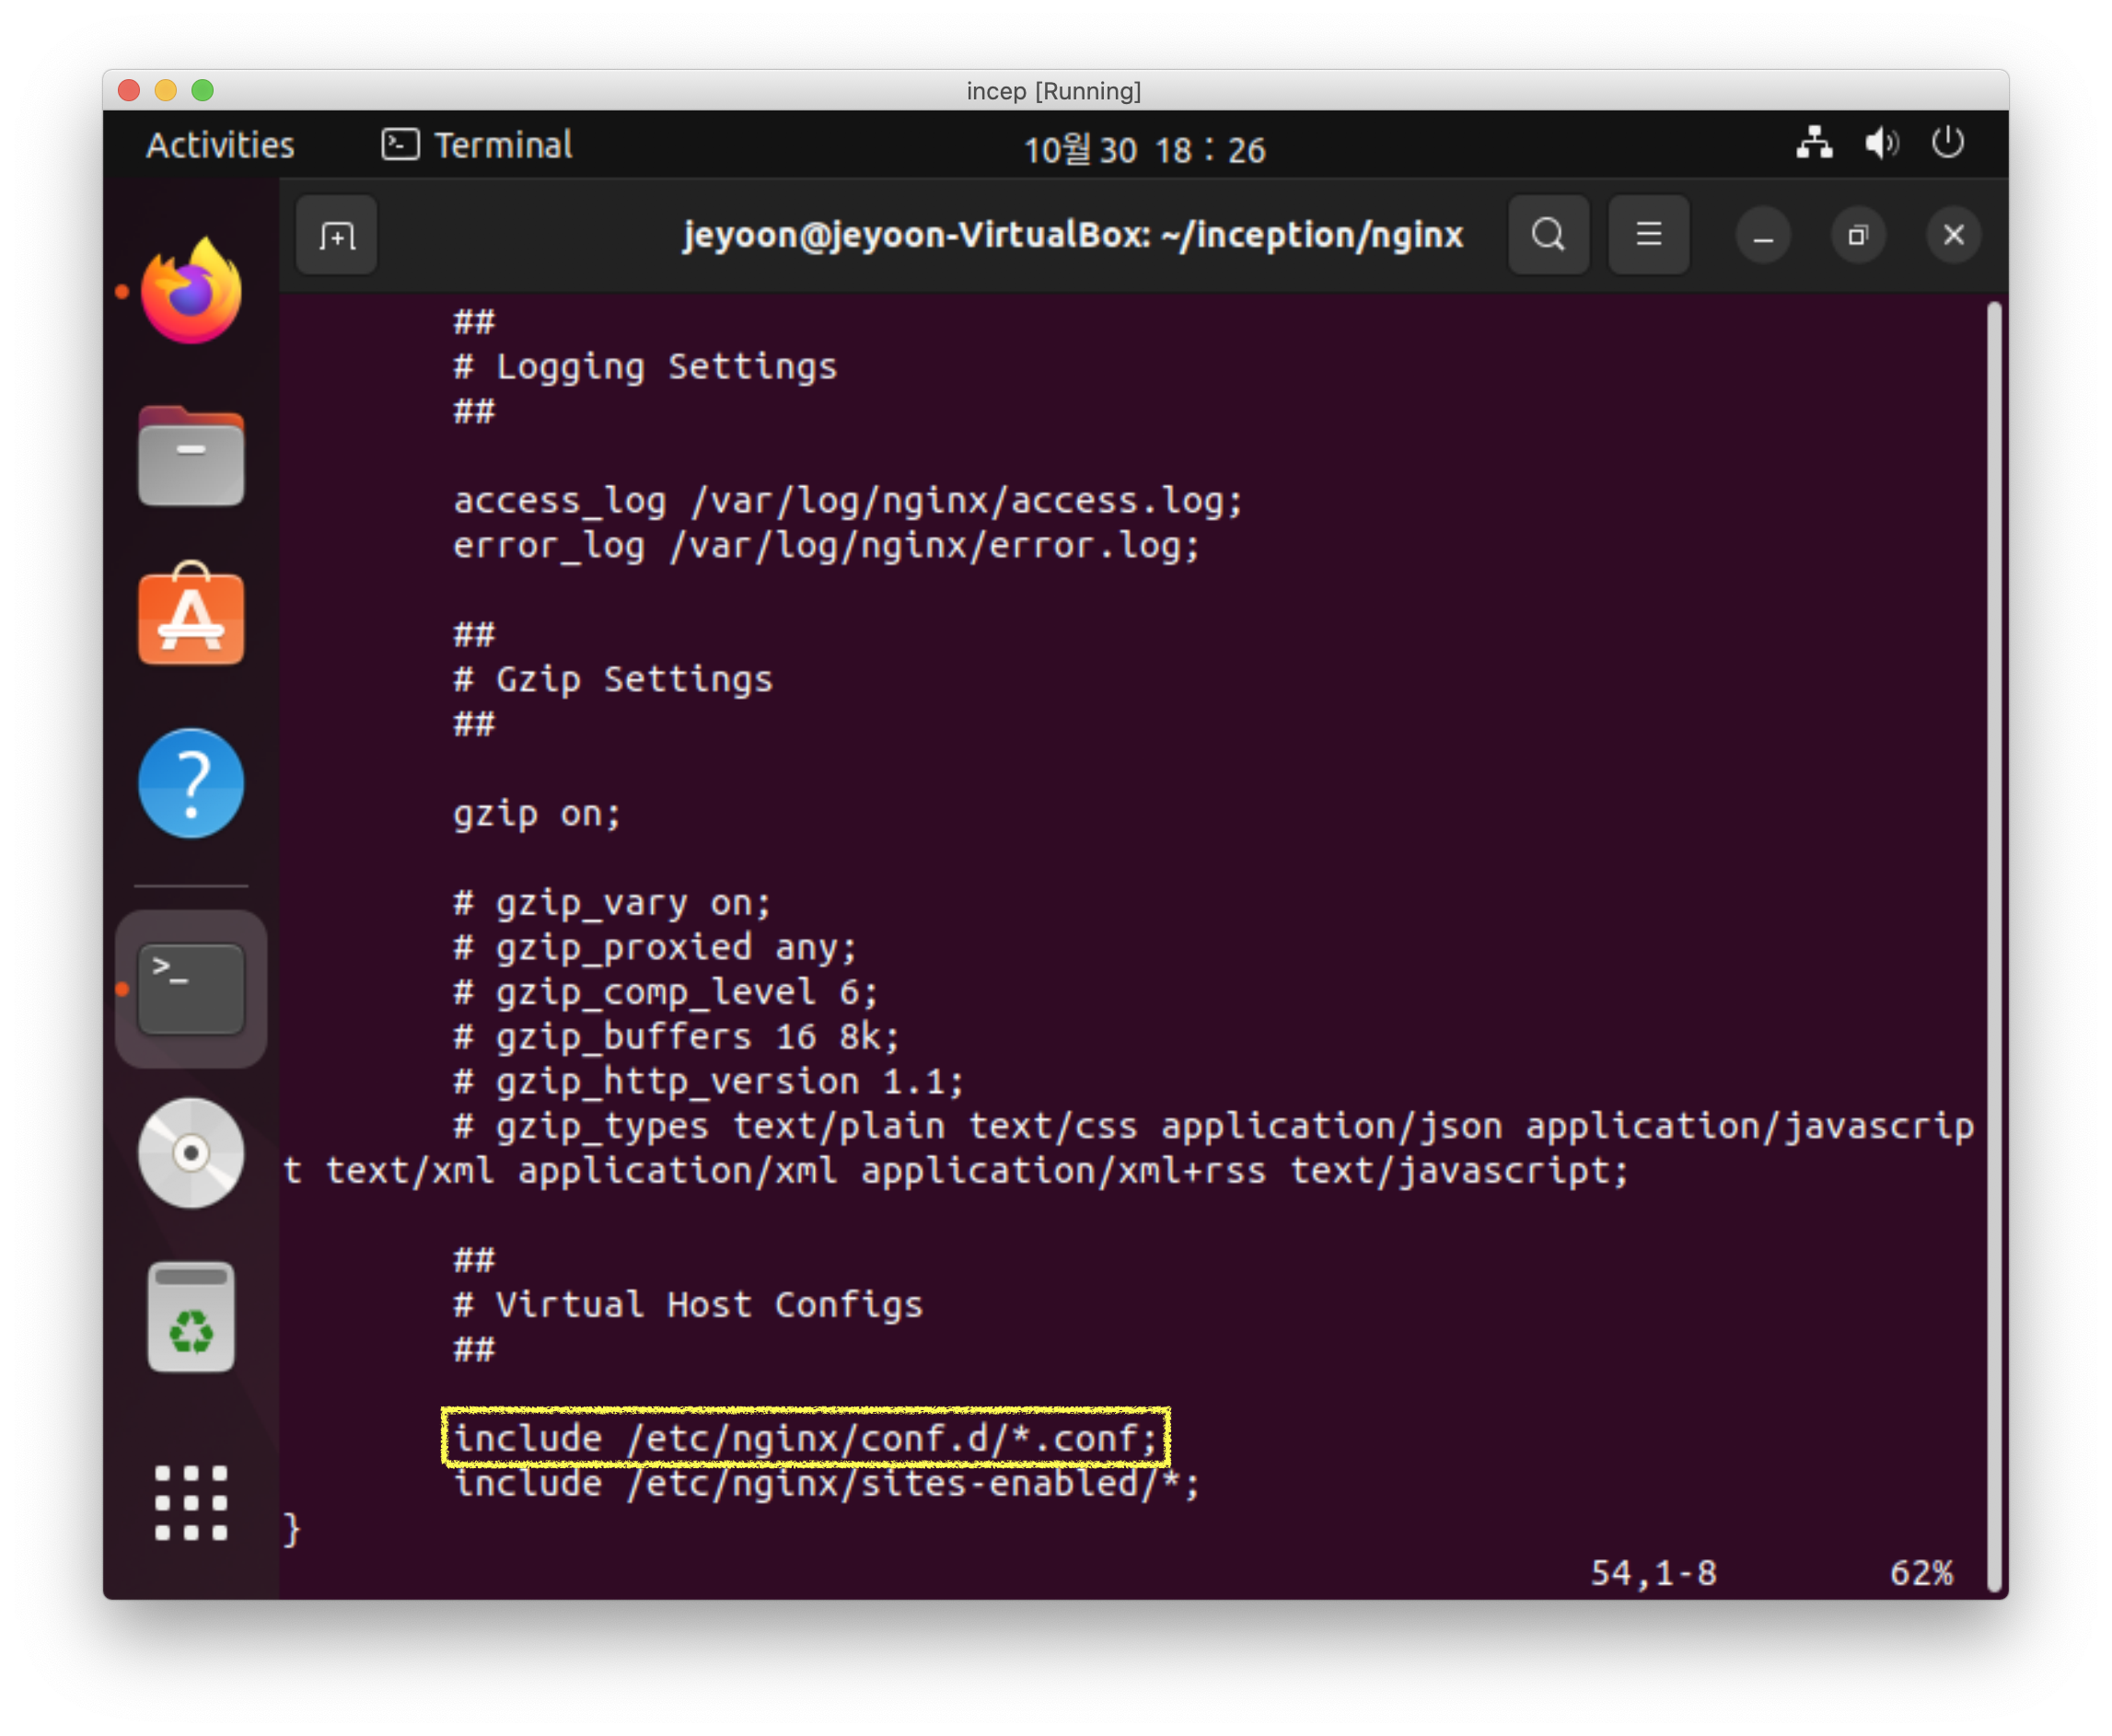 incep [Running]
Activities
Terminal
10월 30 18 : 26
jeyoon@jeyoon-VirtualBox: ~/inception/nginx
##
# Logging Settings
##
access_log /var/log/nginx/access.log;
error_log /var/log/nginx/error.log;
##
# Gzip Settings
##
gzip on;
# gzip_vary on;
# gzip_proxied any;
# gzip_comp_level 6;
# gzip_buffers 16 8k;
# gzip_http_version 1.1;
# gzip_types text/plain text/css application/json application/javascrip
t text/xml application/xml application/xml+rss text/javascript;
##
# Virtual Host Configs
##
include /etc/nginx/conf.d/*.conf;
include /etc/nginx/sites-enabled/*;
}
54,1-8 62%